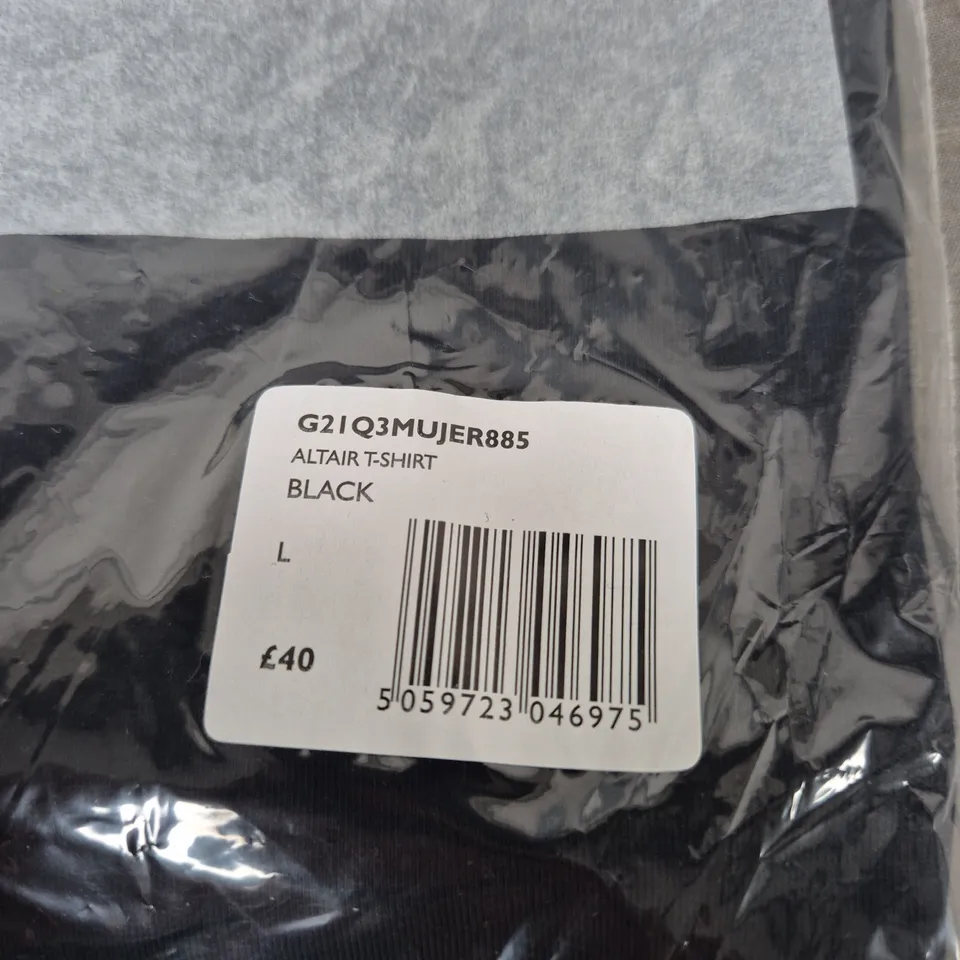 G21Q3MUJER885
ALTAIR T-SHIRT
BLACK
L
£40
5 059723 046975